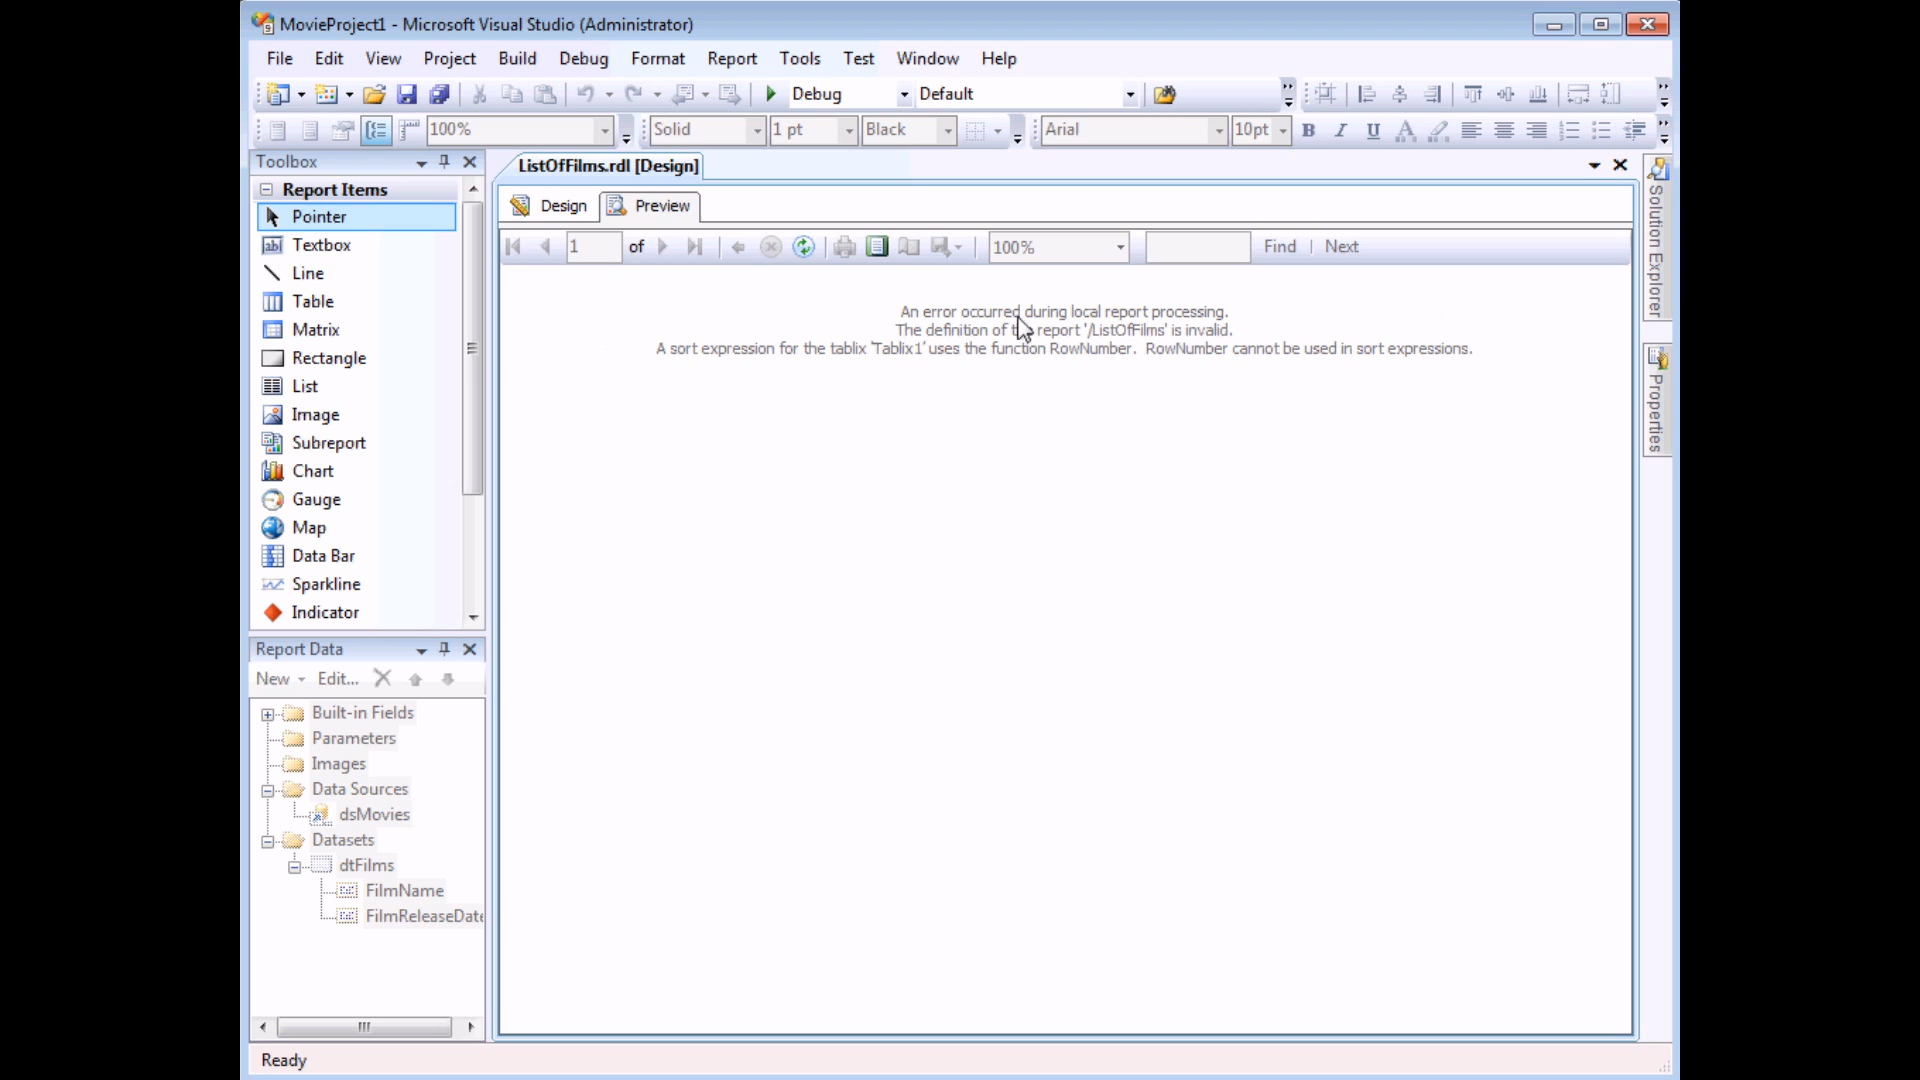 MovieProject1 - Microsoft Visual Studio (Administrator)
File Edit View Project Build Debug Format Report Tools Test Window Help
Debug Default
100% Solid 1 pt Black Arial 10pt B I U A
Toolbox
Report Items
Pointer
Textbox
Line
Table
Matrix
Rectangle
List
Image
Subreport
Chart
Gauge
Map
Data Bar
Sparkline
Indicator
Report Data
New Edit...
Built-in Fields
Parameters
Images
Data Sources
dsMovies
Datasets
dtFilms
FilmName
FilmReleaseDate
ListOfFilms.rdl [Design]
Design Preview
1 of 100% Find | Next
An error occurred during local report processing.
The definition of the report '/ListOfFilms' is invalid.
A sort expression for the tablix 'Tablix1' uses the function RowNumber. RowNumber cannot be used in sort expressions.
Solution Explorer
Properties
Ready